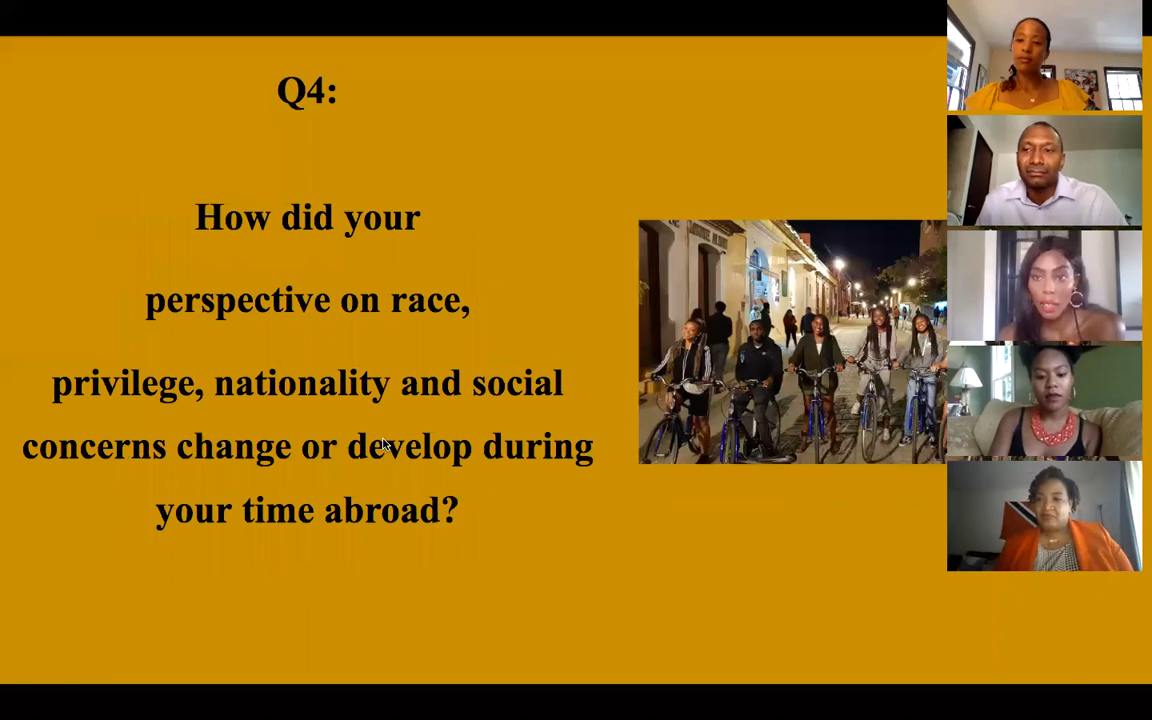 Q4:
How did your
perspective on race,
privilege, nationality and social
concerns change or develop during
your time abroad?